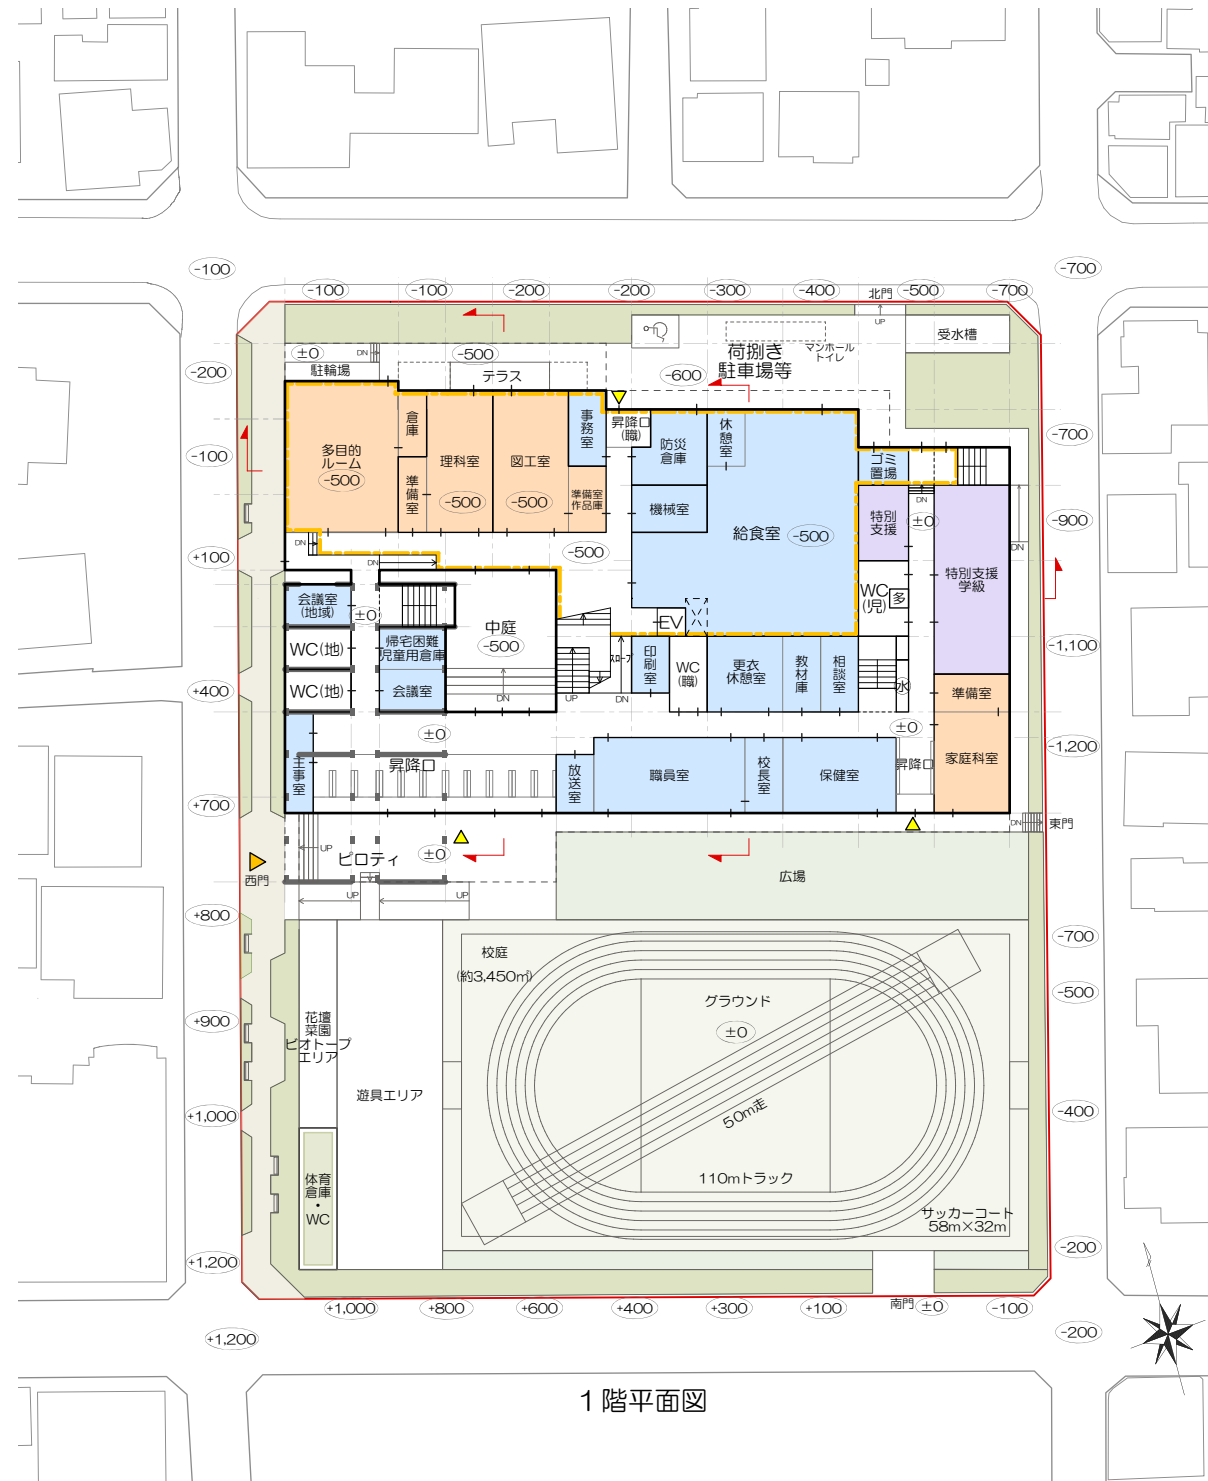 -100
-700
-100
-100
-200
-200
-300
-400
北門
-500
-700
UP
受水槽
±0
DN
駐輪場
-500
テラス
荷捌き
駐車場等
マンホール
トイレ
-600
-200
-700
-100
-900
+100
-1,100
+400
-1,200
+700
倉庫
事務室
昇降口
(職)
防災
倉庫
休憩室
多目的
ルーム
-500
理科室
-500
図工室
-500
準備室
準備室
作品庫
機械室
給食室
-500
ゴミ
置場
DN
特別
支援
±0
DN
特別支援
学級
DN
DN
-500
会議室
(地域)
±0
WC(地)
WC(地)
帰宅困難
児童用倉庫
会議室
中庭
-500
DN
UP
スロープ
DN
EV
印刷室
WC
(職)
更衣
休憩室
教材庫
相談室
WC
(児)
多
水
準備室
±0
±0
主事室
昇降口
放送室
職員室
校長室
保健室
昇降口
家庭科室
DN
東門
UP
ピロティ
±0
西門
UP
UP
広場
+800
-700
校庭
(約3,450㎡)
-500
グラウンド
±0
+900
花壇
菜園
ビオトープ
エリア
遊具エリア
50m走
+1,000
-400
110mトラック
体育
倉庫
・
WC
サッカーコート
58m×32m
+1,200
-200
+1,000
+800
+600
+400
+300
+100
南門
±0
-100
+1,200
-200
1階平面図